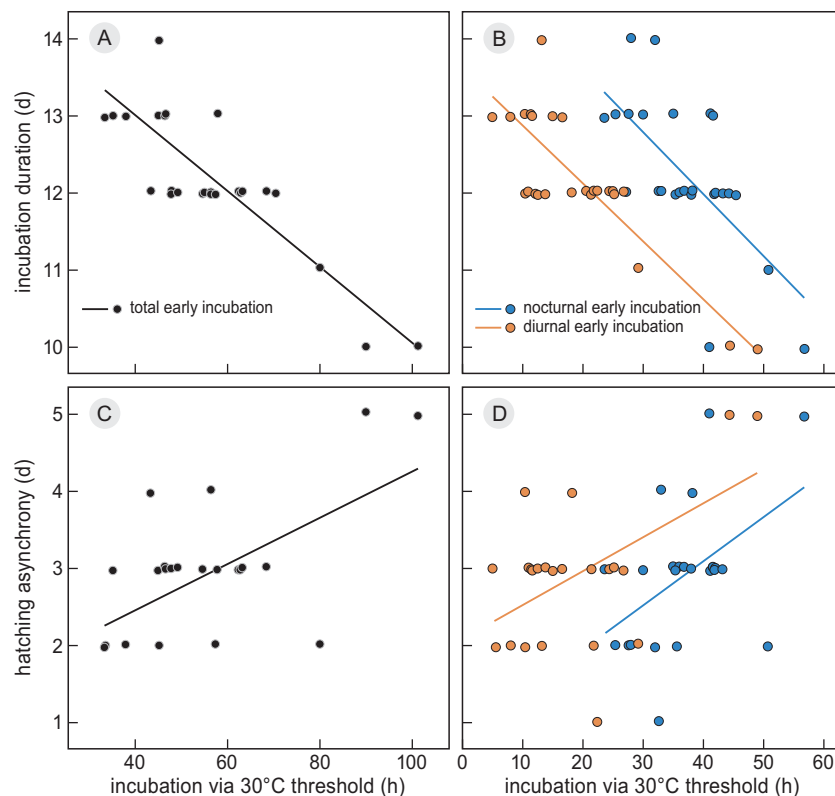 A
B
14
13
12
11
10
incubation duration (d)
total early incubation
nocturnal early incubation
diurnal early incubation
C
D
5
4
3
2
1
hatching asynchrony (d)
40 60 80 100
0 10 20 30 40 50 60
incubation via 30°C threshold (h)
incubation via 30°C threshold (h)